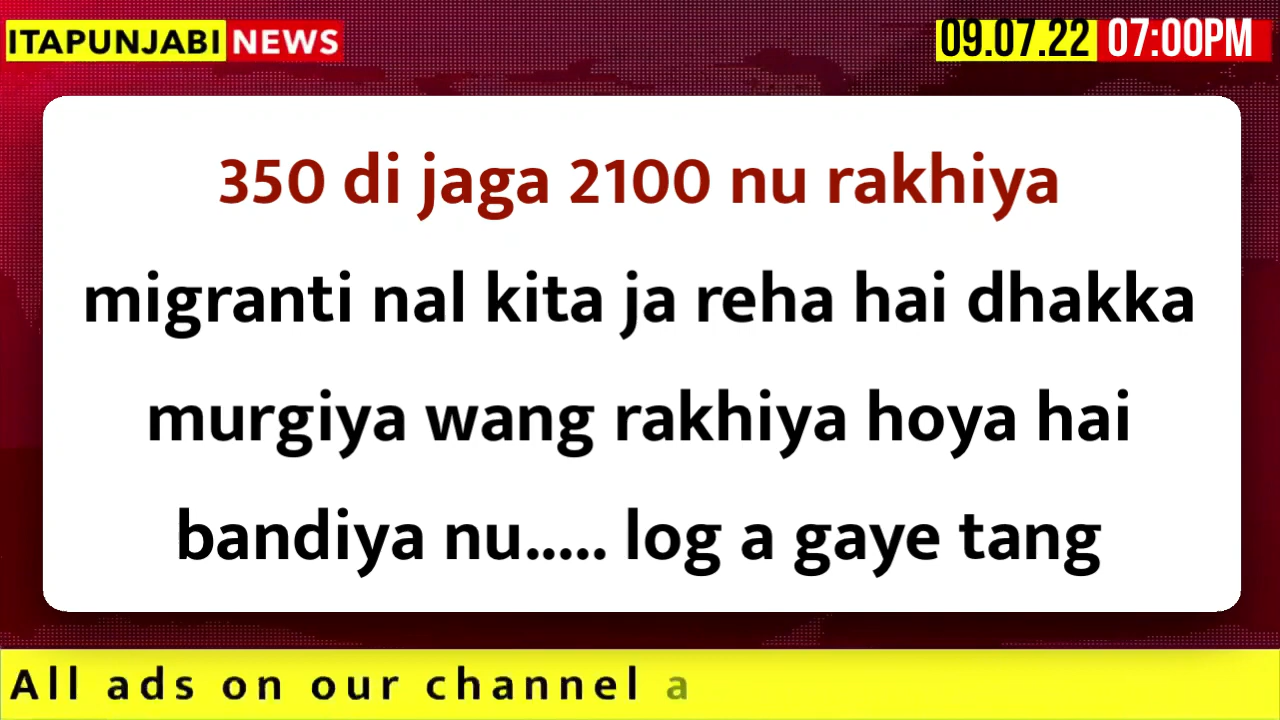 ITAPUNJABI NEWS
09.07.22 07:00PM
350 di jaga 2100 nu rakhiya
migranti nal kita ja reha hai dhakka
murgiya wang rakhiya hoya hai
bandiya nu..... log a gaye tang
All ads on our channel a